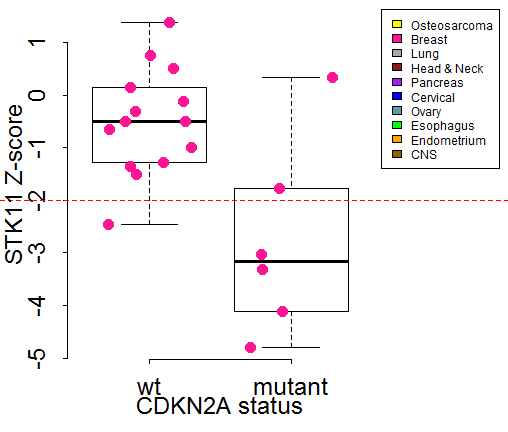 1
0
-1
-2
-3
-4
-5
STK11 Z-score
wt
mutant
CDKN2A status
Osteosarcoma
Breast
Lung
Head & Neck
Pancreas
Cervical
Ovary
Esophagus
Endometrium
CNS